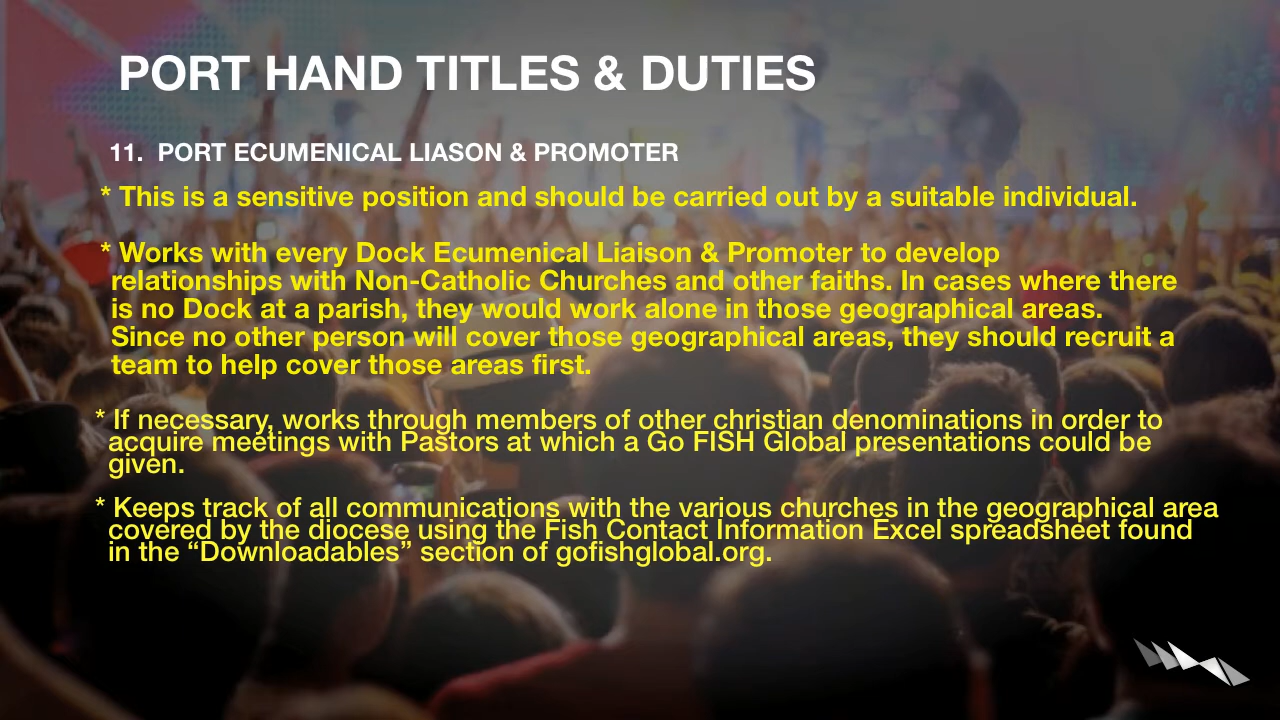 PORT HAND TITLES & DUTIES
11. PORT ECUMENICAL LIASON & PROMOTER
* This is a sensitive position and should be carried out by a suitable individual.
* Works with every Dock Ecumenical Liaison & Promoter to develop
relationships with Non-Catholic Churches and other faiths. In cases where there
is no Dock at a parish, they would work alone in those geographical areas.
Since no other person will cover those geographical areas, they should recruit a
team to help cover those areas first.
* If necessary, works through members of other christian denominations in order to
acquire meetings with Pastors at which a Go FISH Global presentations could be
given.
* Keeps track of all communications with the various churches in the geographical area
covered by the diocese using the Fish Contact Information Excel spreadsheet found
in the “Downloadables” section of gofishglobal.org.